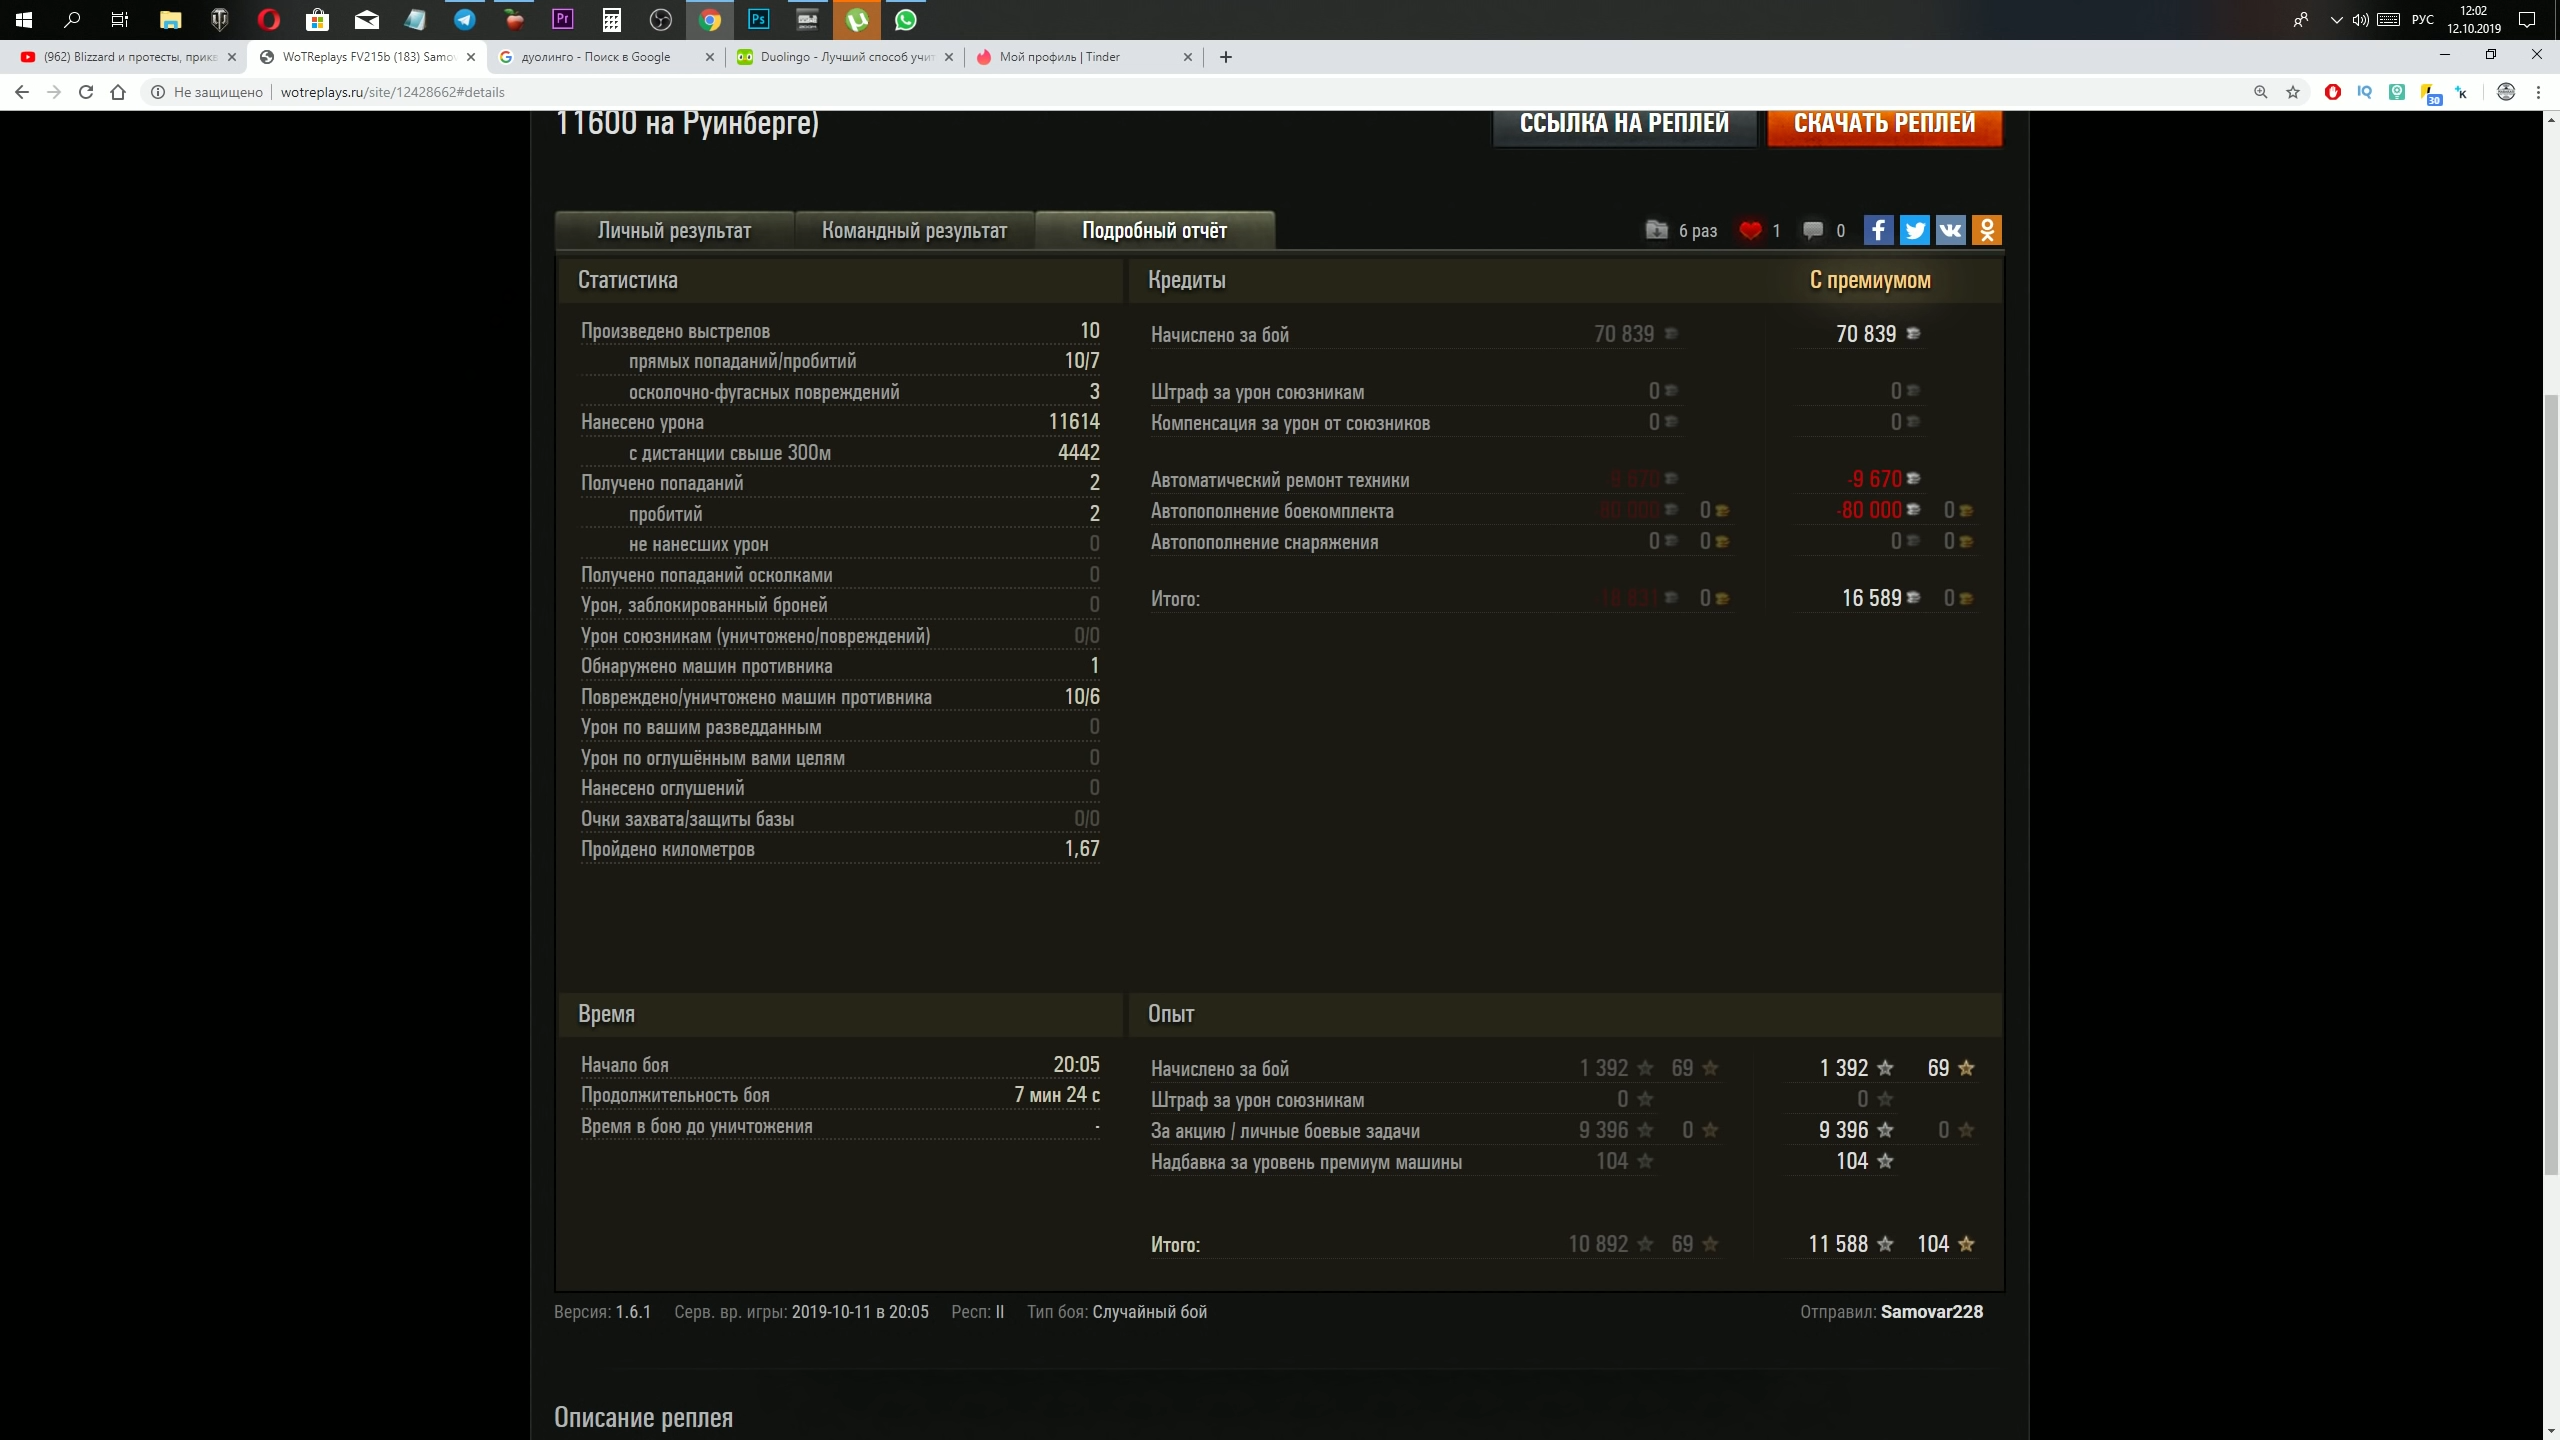 РУС
12:02
12.10.2019
(962) Blizzard и протесты, прикв
WoTReplays FV215b (183) Samov
дуолинго - Поиск в Google
Duolingo - Лучший способ учит
Мой профиль | Tinder
Не защищено
wotreplays.ru/site/12428662#details
11600 на Руинберге)
ССЫЛКА НА РЕПЛЕЙ
СКАЧАТЬ РЕПЛЕЙ
Личный результат
Командный результат
Подробный отчёт
6 раз
1
0
Статистика
Произведено выстрелов 10
прямых попаданий/пробитий 10/7
осколочно-фугасных повреждений 3
Нанесено урона 11614
с дистанции свыше 300м 4442
Получено попаданий 2
пробитий 2
не нанесших урон 0
Получено попаданий осколками 0
Урон, заблокированный броней 0
Урон союзникам (уничтожено/повреждений) 0/0
Обнаружено машин противника 1
Повреждено/уничтожено машин противника 10/6
Урон по вашим разведданным 0
Урон по оглушённым вами целям 0
Нанесено оглушений 0
Очки захвата/защиты базы 0/0
Пройдено километров 1,67
Кредиты С премиумом
Начислено за бой 70 839 70 839
Штраф за урон союзникам 0 0
Компенсация за урон от союзников 0 0
Автоматический ремонт техники -9 670 -9 670
Автопополнение боекомплекта -80 000 0 -80 000 0
Автопополнение снаряжения 0 0 0 0
Итого: 0 16 589 0
Время
Начало боя 20:05
Продолжительность боя 7 мин 24 с
Время в бою до уничтожения -
Опыт
Начислено за бой 1 392 69 1 392 69
Штраф за урон союзникам 0 0
За акцию / личные боевые задачи 9 396 0 9 396 0
Надбавка за уровень премиум машины 104 104
Итого: 10 892 69 11 588 104
Версия: 1.6.1 Серв. вр. игры: 2019-10-11 в 20:05 Респ: II Тип боя: Случайный бой
Отправил: Samovar228
Описание реплея